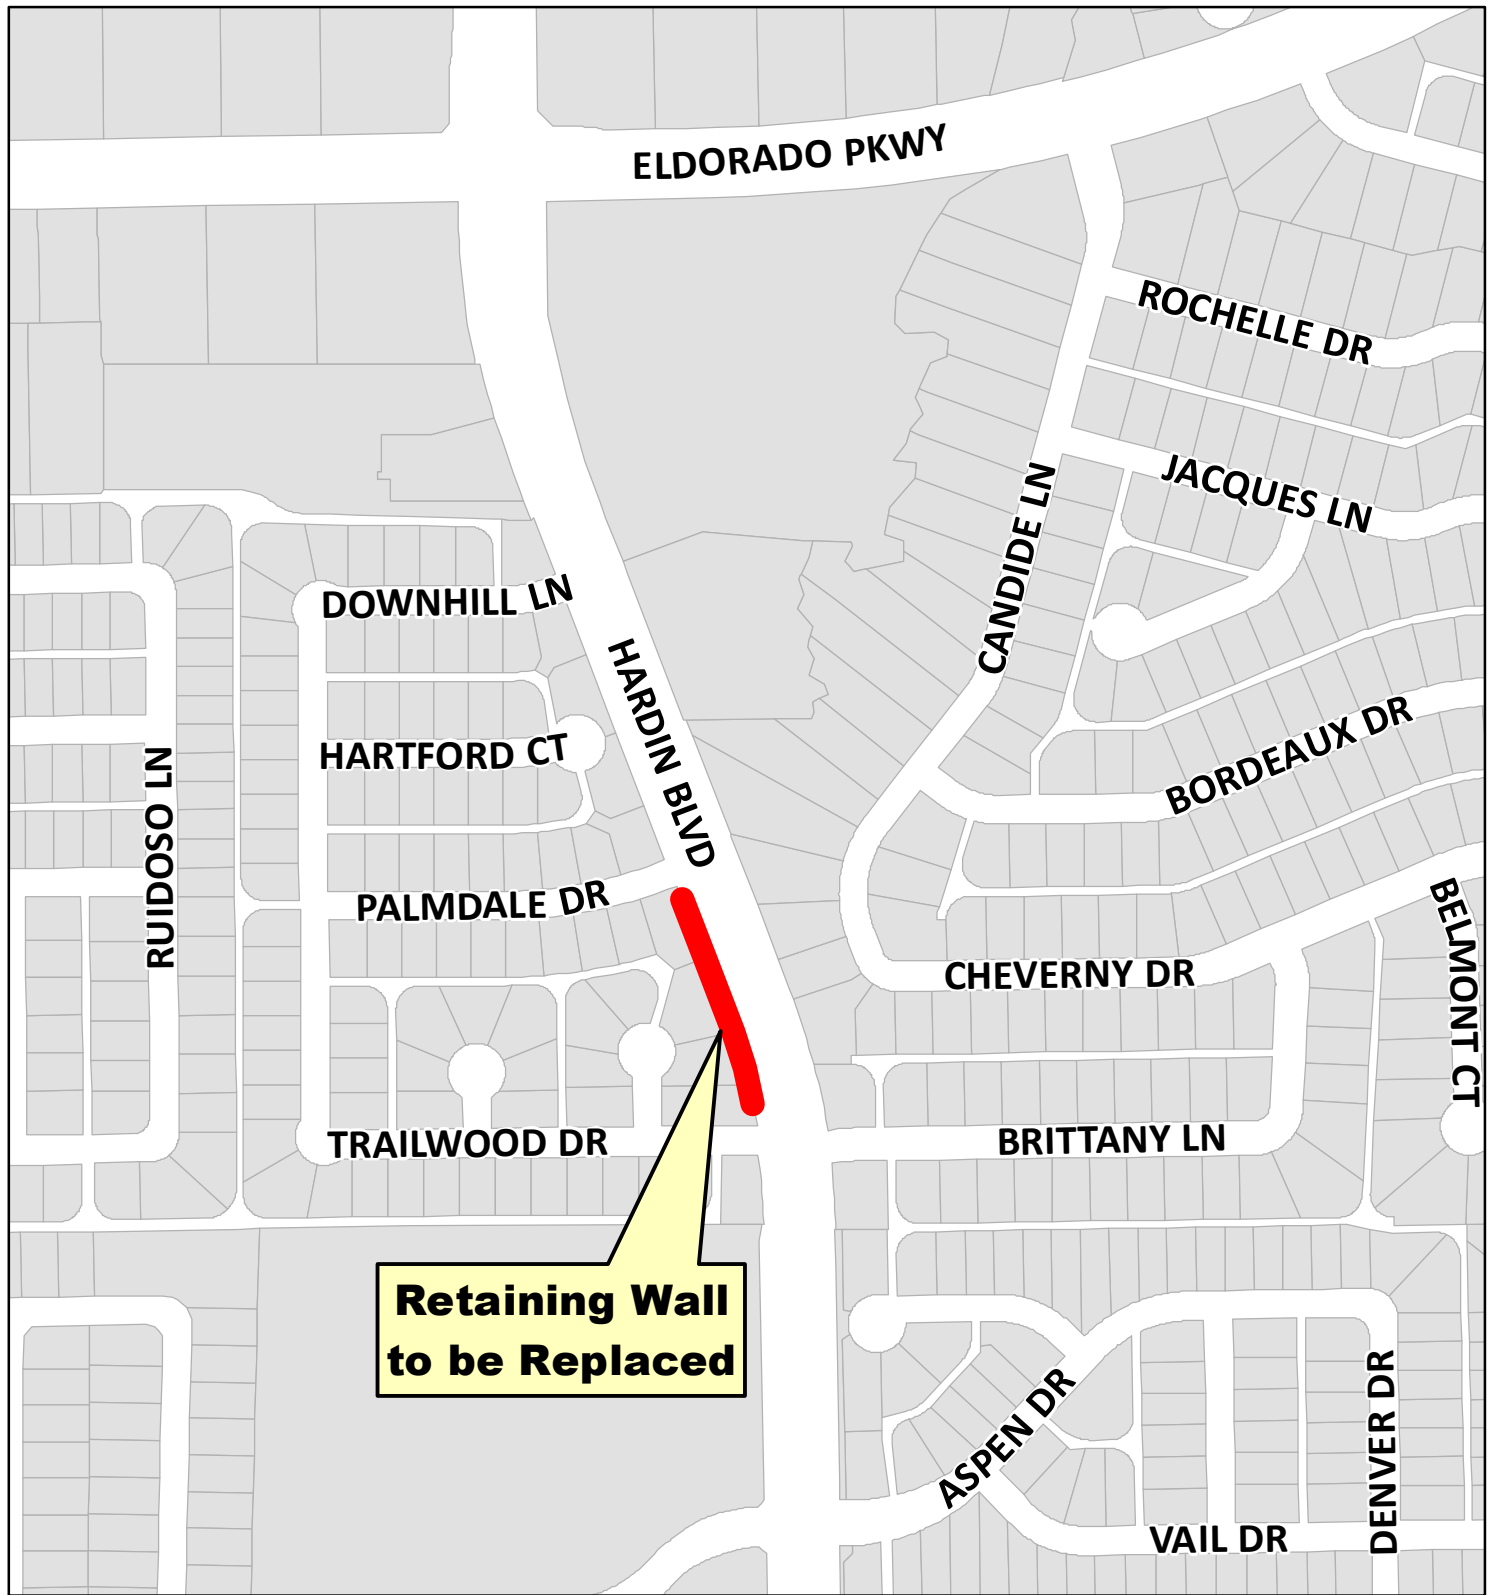 ELDORADO PKWY
ROCHELLE DR
JACQUES LN
CANDIDE LN
DOWNHILL LN
HARDIN BLVD
BORDEAUX DR
HARTFORD CT
RUIDOSO LN
PALMDALE DR
BELMONT CT
CHEVERNY DR
TRAILWOOD DR
BRITTANY LN
Retaining Wall
to be Replaced
ASPEN DR
DENVER DR
VAIL DR